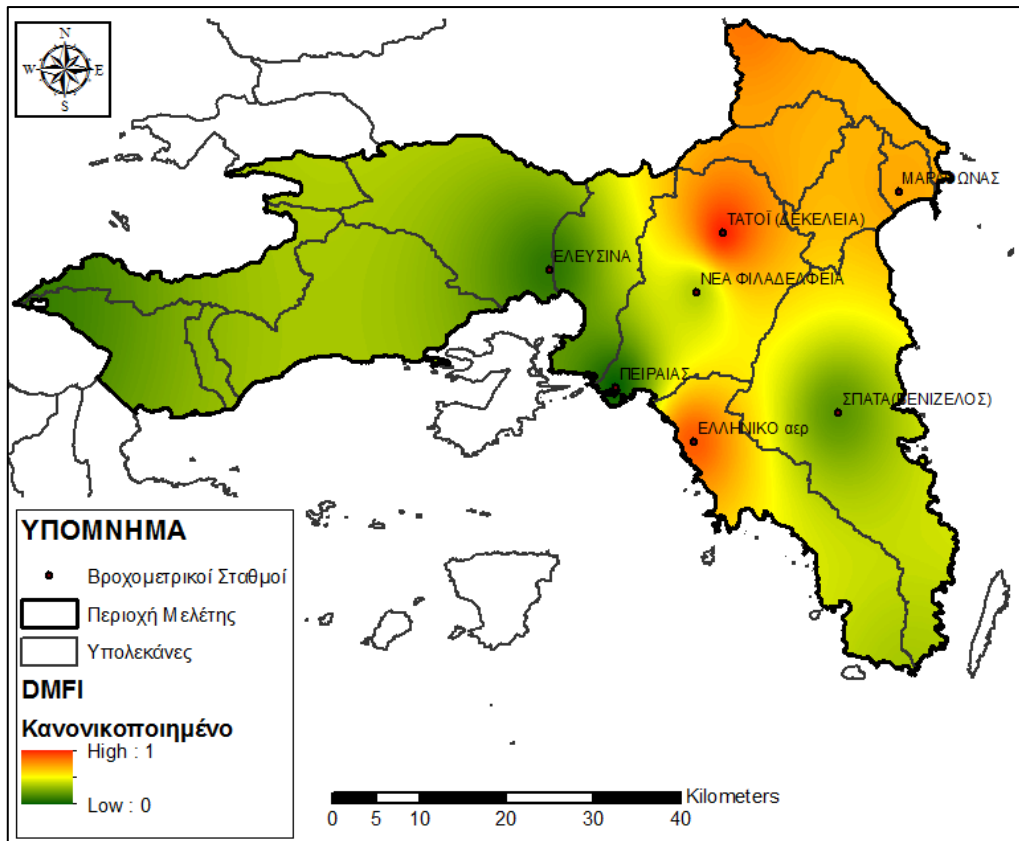 N
W E
S
ΜΑΡΑΘΩΝΑΣ
ΤΑΤΟΪ (ΔΕΚΕΛΕΙΑ)
ΕΛΕΥΣΙΝΑ
ΝΕΑ ΦΙΛΑΔΕΛΦΕΙΑ
ΠΕΙΡΑΙΑΣ
ΣΠΑΤΑ(ΒΕΝΙΖΕΛΟΣ)
ΕΛΛΗΝΙΚΟ αερ
ΥΠΟΜΝΗΜΑ
Βροχομετρικοί Σταθμοί
Περιοχή Μελέτης
Υπολεκάνες
DMFI
Κανονικοποιημένο
High : 1
Low : 0
Kilometers
0 5 10 20 30 40